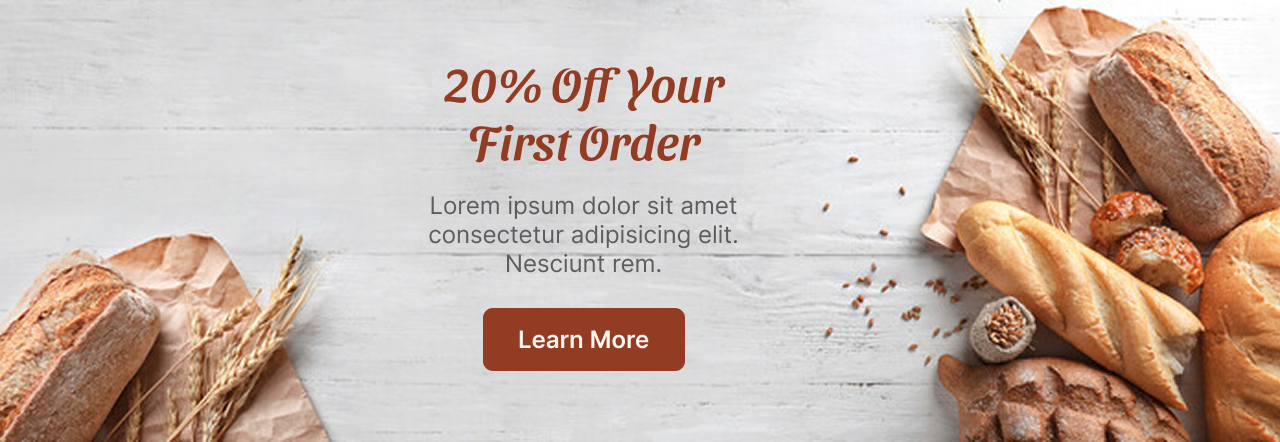 20% Off Your
First Order
Lorem ipsum dolor sit amet
consectetur adipisicing elit.
Nesciunt rem.
Learn More